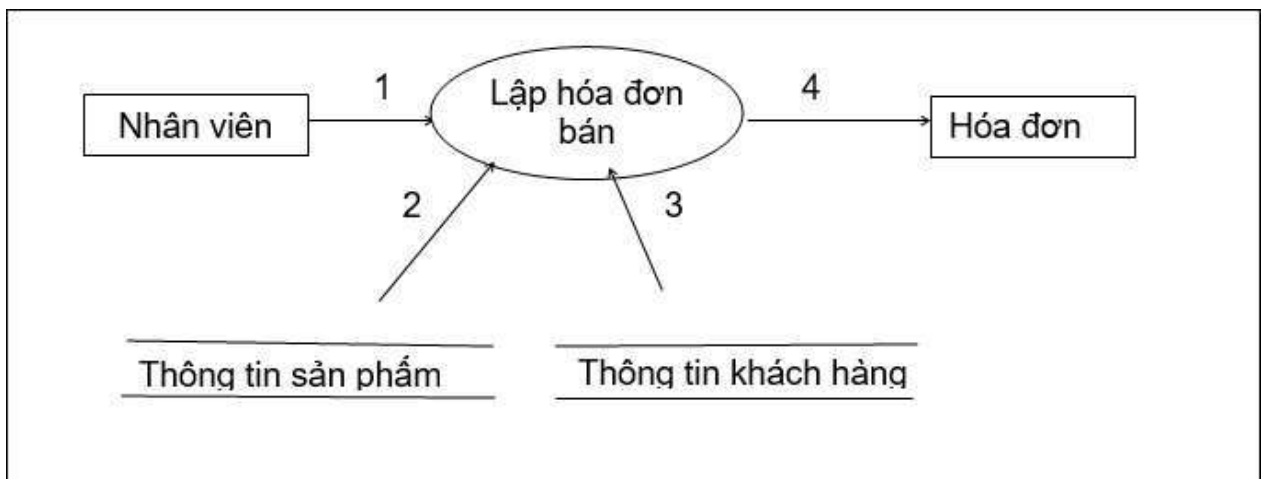 1
Lập hóa đơn
bán
4
Nhân viên
Hóa đơn
2
3
Thông tin sản phẩm
Thông tin khách hàng